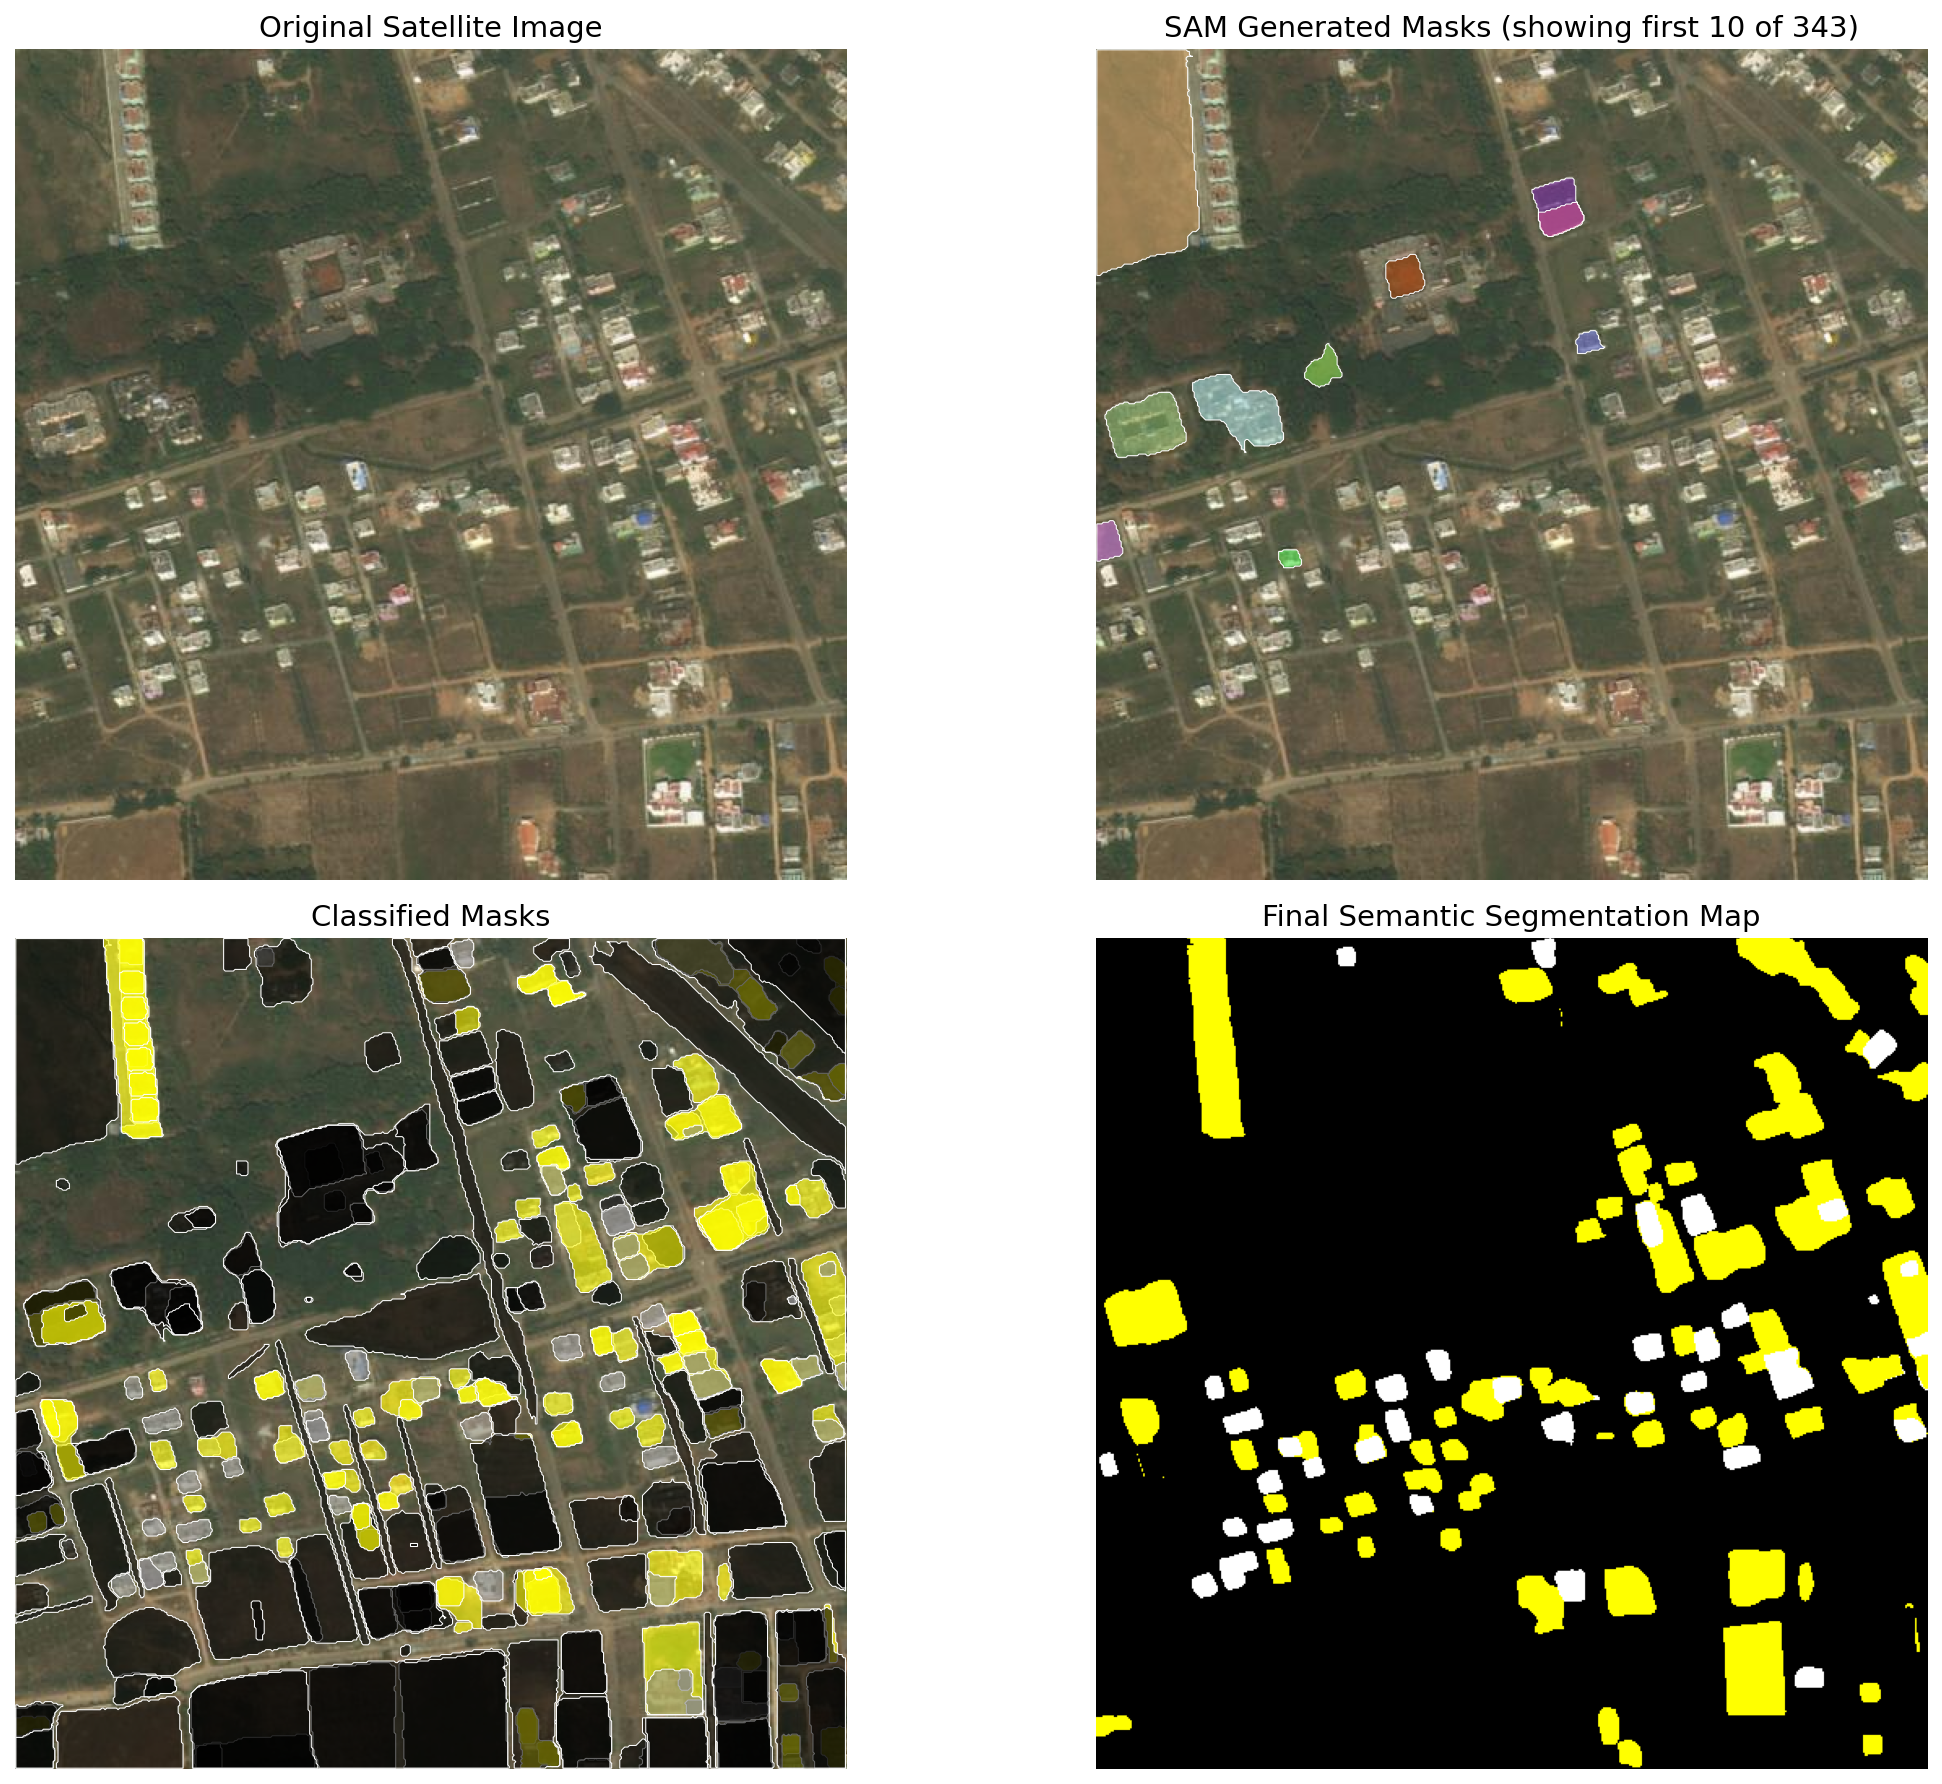 Original Satellite Image
SAM Generated Masks (showing first 10 of 343)
Classified Masks
Final Semantic Segmentation Map